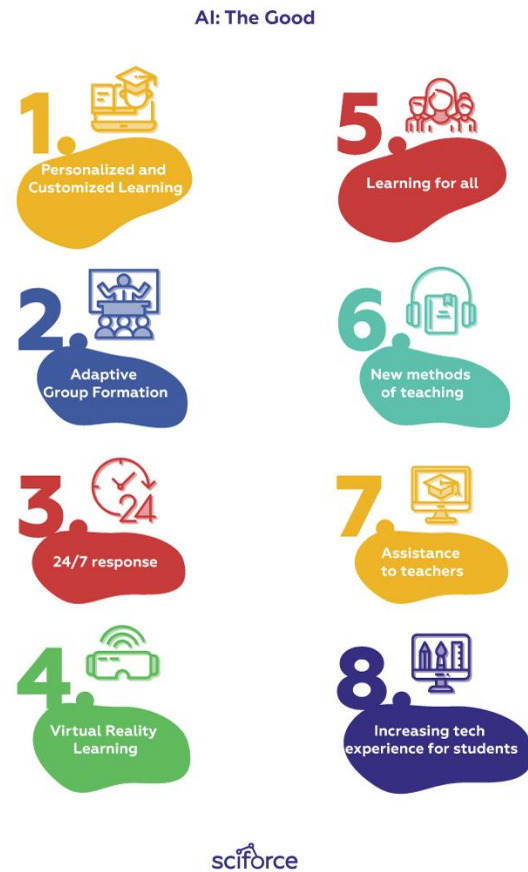 AI: The Good
1.
Personalized and
Customized Learning
2.
Adaptive
Group Formation
3.
24
24/7 response
4.
Virtual Reality
Learning
5.
Learning for all
6.
New methods
of teaching
7.
Assistance
to teachers
8.
Increasing tech
experience for students
sciforce